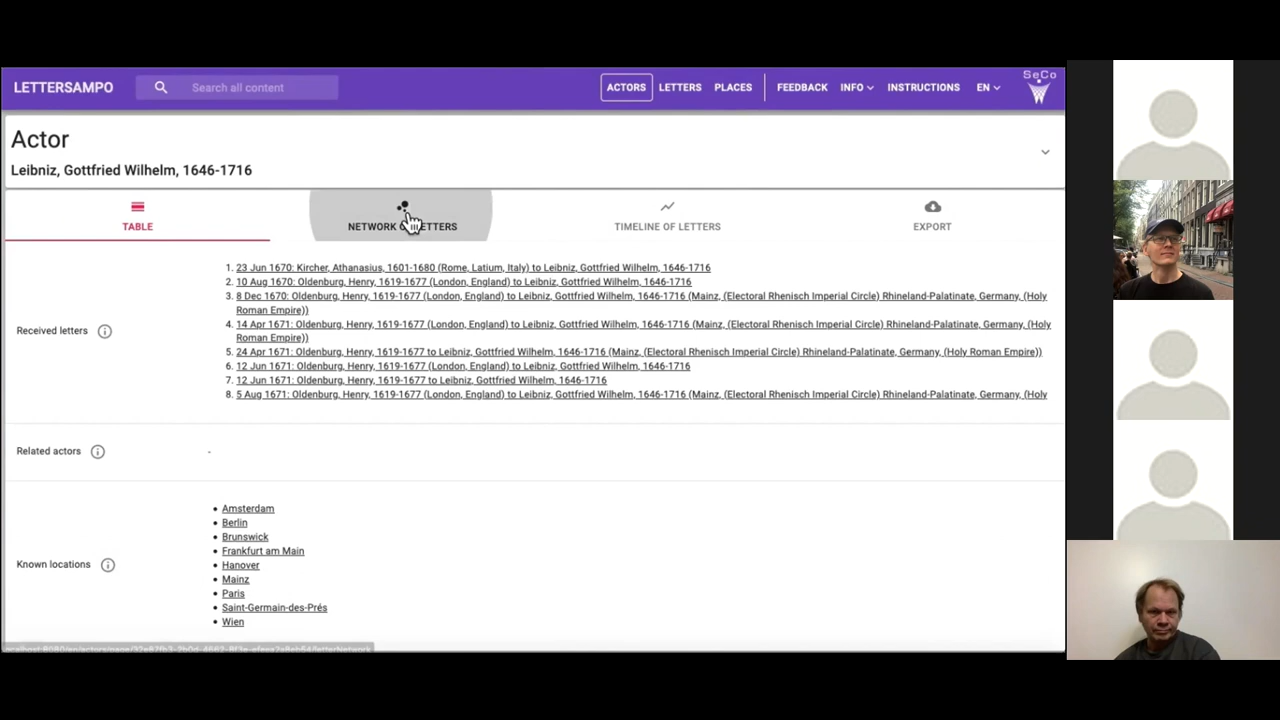 LETTERSAMPO
Search all content
ACTORS
LETTERS
PLACES
FEEDBACK
INFO
INSTRUCTIONS
EN
SeCo
Actor
Leibniz, Gottfried Wilhelm, 1646-1716
TABLE
NETWORK O LETTERS
TIMELINE OF LETTERS
EXPORT
Received letters
1. 23 Jun 1670: Kircher, Athanasius, 1601-1680 (Rome, Latium, Italy) to Leibniz, Gottfried Wilhelm, 1646-1716
2. 10 Aug 1670: Oldenburg, Henry, 1619-1677 (London, England) to Leibniz, Gottfried Wilhelm, 1646-1716
3. 8 Dec 1670: Oldenburg, Henry, 1619-1677 (London, England) to Leibniz, Gottfried Wilhelm, 1646-1716 (Mainz, (Electoral Rhenisch Imperial Circle) Rhineland-Palatinate, Germany, (Holy
Roman Empire))
4. 14 Apr 1671: Oldenburg, Henry, 1619-1677 (London, England) to Leibniz, Gottfried Wilhelm, 1646-1716 (Mainz, (Electoral Rhenisch Imperial Circle) Rhineland-Palatinate, Germany, (Holy
Roman Empire))
5. 24 Apr 1671: Oldenburg, Henry, 1619-1677 to Leibniz, Gottfried Wilhelm, 1646-1716 (Mainz, (Electoral Rhenisch Imperial Circle) Rhineland-Palatinate, Germany, (Holy Roman Empire))
6. 12 Jun 1671: Oldenburg, Henry, 1619-1677 (London, England) to Leibniz, Gottfried Wilhelm, 1646-1716
7. 12 Jun 1671: Oldenburg, Henry, 1619-1677 to Leibniz, Gottfried Wilhelm, 1646-1716
8. 5 Aug 1671: Oldenburg, Henry, 1619-1677 (London, England) to Leibniz, Gottfried Wilhelm, 1646-1716 (Mainz, (Electoral Rhenisch Imperial Circle) Rhineland-Palatinate, Germany, (Holy
Related actors
-
Known locations
• Amsterdam
• Berlin
• Brunswick
• Frankfurt am Main
• Hanover
• Mainz
• Paris
• Saint-Germain-des-Prés
• Wien